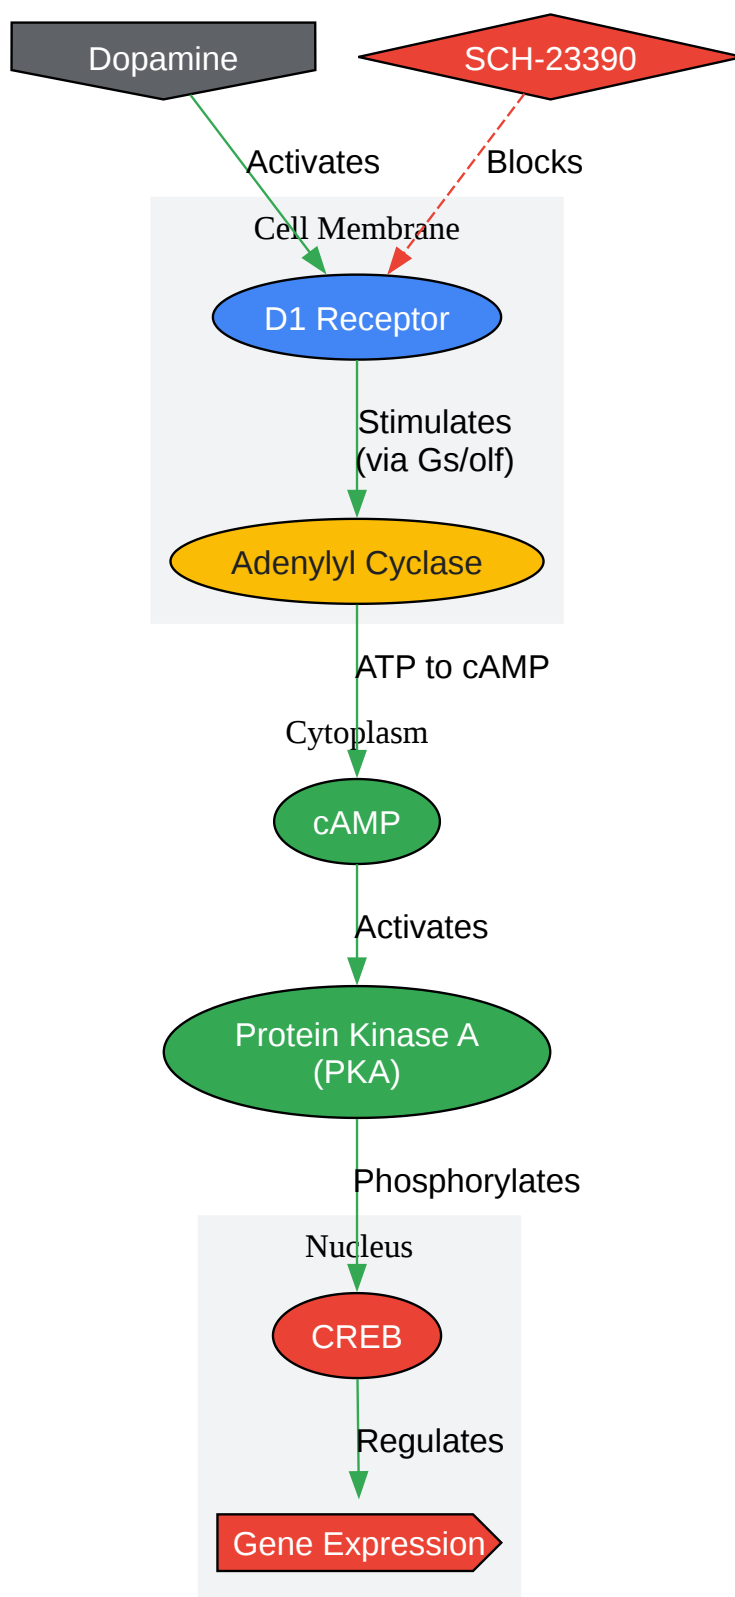 Dopamine
SCH-23390
Activates
Blocks
Cell Membrane
D1 Receptor
Stimulates
(via Gs/olf)
Adenylyl Cyclase
ATP to cAMP
Cytoplasm
cAMP
Activates
Protein Kinase A
(PKA)
Phosphorylates
Nucleus
CREB
Regulates
Gene Expression